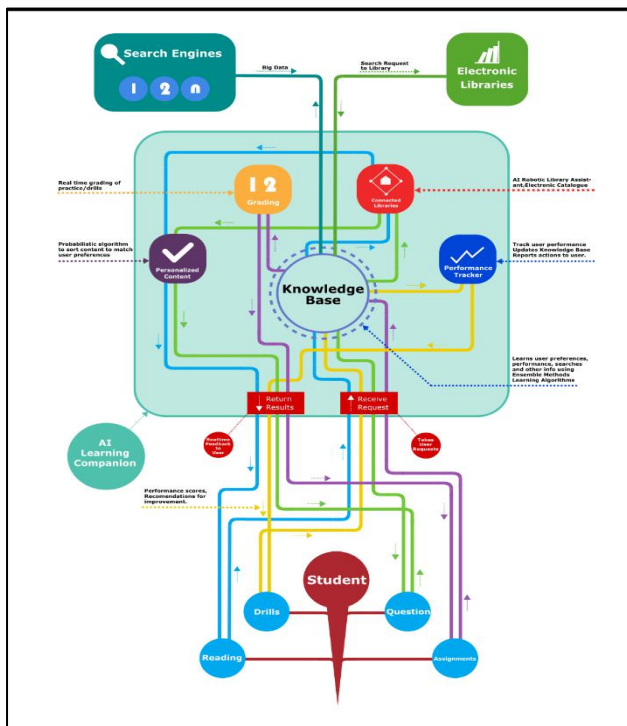 Search Engines
1 2 n
Big Data
Search Request
to Library
Electronic
Libraries
Real time grading of
practice/drills
1 2
Grading
Connected
Libraries
AI Robotic Library Assist-
ant,Electronic Catalogue
Probabilistic algorithm
to sort content to match
user preferences
Personalized Content
Knowledge
Base
Performance
Tracker
Track user performance
Updates Knowledge Base
Reports actions to user.
Learns user preferences,
performance, searches
and other info using
Ensemble Methods
Learning Algorithms
Return
Results
Receive
Request
Realtime
Feedback
to User
Takes
User
Requests
AI
Learning
Companion
Performance scores,
Recomendations for
improvement.
Student
Drills
Question
Reading
Assignments